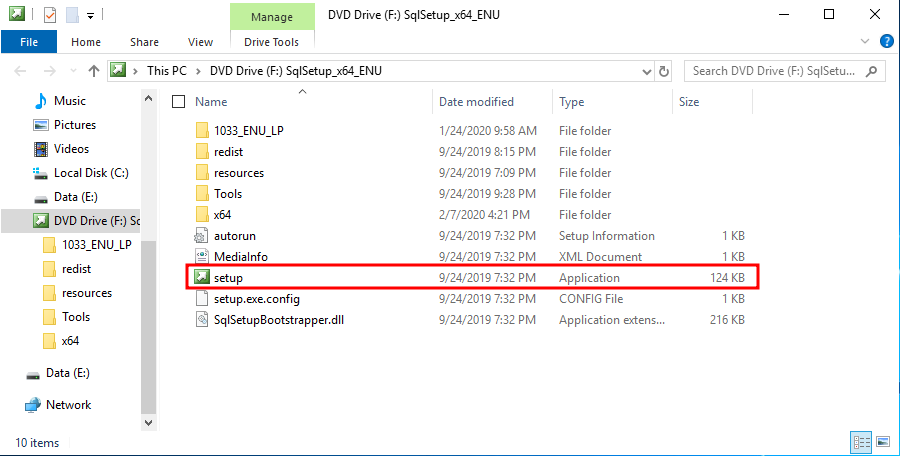 Manage
DVD Drive (F:) SqlSetup_x64_ENU
File Home Share View Drive Tools
This PC > DVD Drive (F:) SqlSetup_x64_ENU
Search DVD Drive (F:) SqlSetu...
Music
Pictures
Videos
Local Disk (C:)
Data (E:)
DVD Drive (F:) Sc
1033_ENU_LP
redist
resources
Tools
x64
Data (E:)
Network
Name Date modified Type Size
1033_ENU_LP 1/24/2020 9:58 AM File folder
redist 9/24/2019 8:15 PM File folder
resources 9/24/2019 7:09 PM File folder
Tools 9/24/2019 9:28 PM File folder
x64 2/7/2020 4:21 PM File folder
autorun 9/24/2019 7:32 PM Setup Information 1 KB
MediaInfo 9/24/2019 7:32 PM XML Document 1 KB
setup 9/24/2019 7:32 PM Application 124 KB
setup.exe.config 9/24/2019 7:32 PM CONFIG File 1 KB
SqlSetupBootstrapper.dll 9/24/2019 7:32 PM Application extens... 216 KB
10 items